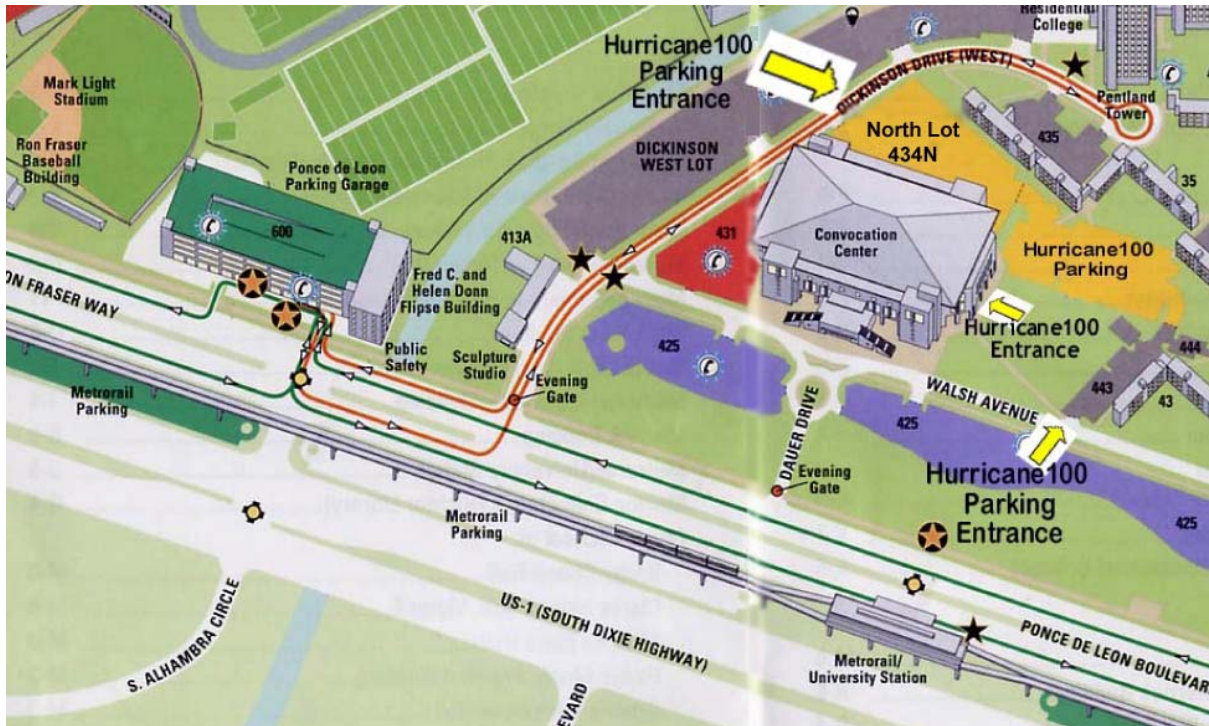 Residential
College
Hurricane100
Parking
Entrance
DICKINSON DRIVE (WEST)
Mark Light
Stadium
Pentland
Tower
North Lot
434N
435
Ron Fraser
Baseball
Building
Ponce de Leon
Parking Garage
DICKINSON
WEST LOT
35
600
413A
431
Convocation
Center
Hurricane100
Parking
ON FRASER WAY
Fred C. and
Helen Donn
Flipse Building
Hurricane100
Entrance
425
444
443
43
Public
Safety
Sculpture
Studio
Evening
Gate
Metrorail
Parking
WALSH AVENUE
DAUER DRIVE
425
Evening
Gate
Hurricane100
Parking
Entrance
425
Metrorail
Parking
S. ALHAMBRA CIRCLE
US-1 (SOUTH DIXIE HIGHWAY)
PONCE DE LEON BOULEVAR
Metrorail/
University Station
EVARD